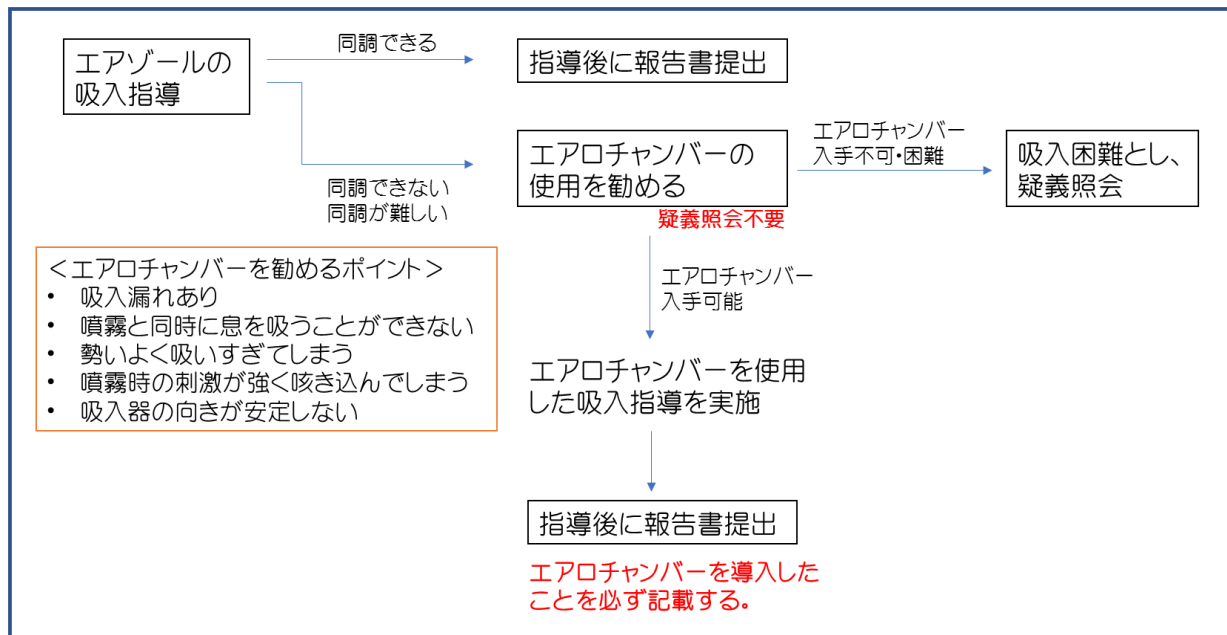 エアゾールの
吸入指導
同調できる
指導後に報告書提出
同調できない
同調が難しい
エアロチャンバーの
使用を勧める
疑義照会不要
エアロチャンバー
入手不可・困難
吸入困難とし、
疑義照会
＜エアロチャンバーを勧めるポイント＞
• 吸入漏れあり
• 噴霧と同時に息を吸うことができない
• 勢いよく吸いすぎてしまう
• 噴霧時の刺激が強く咳き込んでしまう
• 吸入器の向きが安定しない
エアロチャンバー
入手可能
エアロチャンバーを使用
した吸入指導を実施
指導後に報告書提出
エアロチャンバーを導入した
ことを必ず記載する。